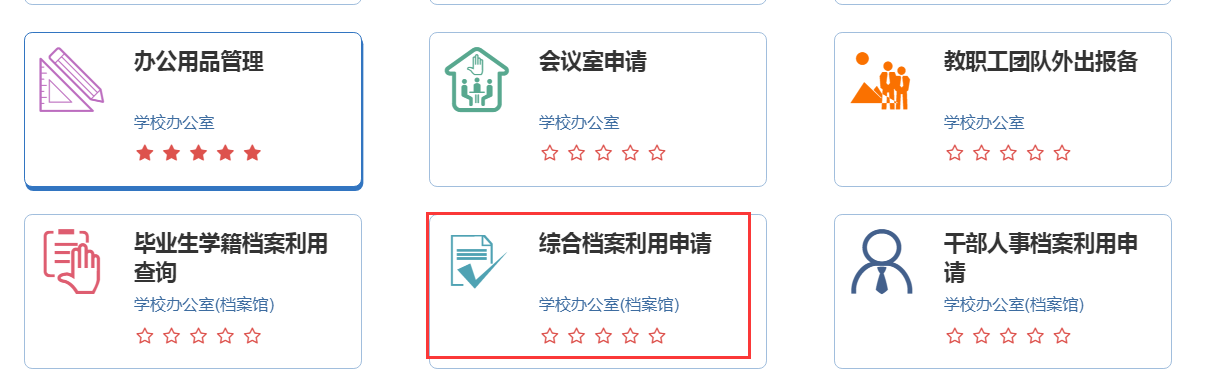 办公用品管理
学校办公室
会议室申请
学校办公室
教职工团队外出报备
学校办公室
毕业生学籍档案利用
查询
学校办公室(档案馆)
综合档案利用申请
学校办公室(档案馆)
干部人事档案利用申
请
学校办公室(档案馆)